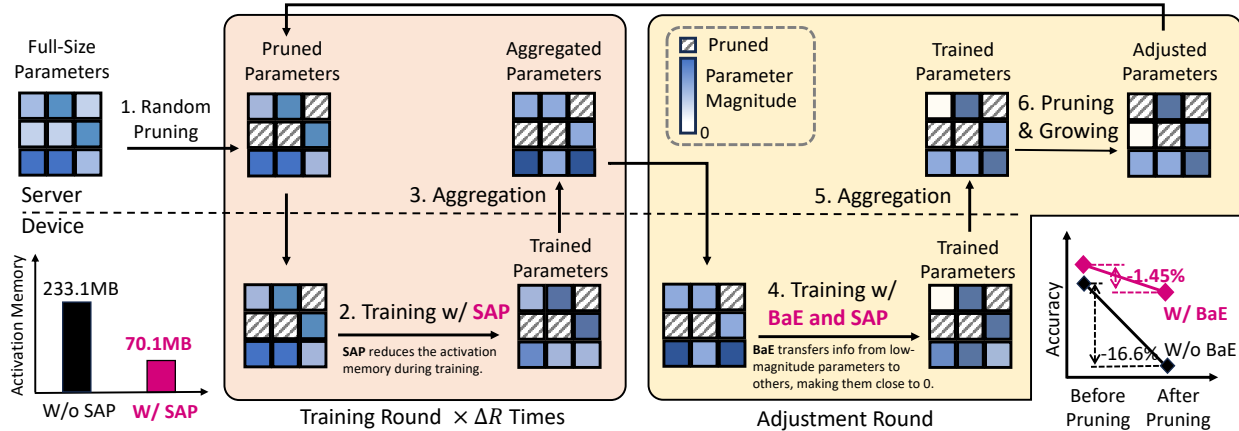 Full-Size
Parameters
1. Random
Pruning
Server
Device
Pruned
Parameters
Aggregated
Parameters
3. Aggregation
Trained
Parameters
2. Training w/ SAP
SAP reduces the activation
memory during training.
Training Round × ΔR Times
Pruned
Parameter
Magnitude
0
Trained
Parameters
6. Pruning
& Growing
Adjusted
Parameters
5. Aggregation
Trained
Parameters
4. Training w/
BaE and SAP
BaE transfers info from low-
magnitude parameters to
others, making them close to 0.
Adjustment Round
Activation Memory
233.1MB
70.1MB
W/o SAP
W/ SAP
Accuracy
-1.45%
W/ BaE
W/o BaE
-16.6%
Before
Pruning
After
Pruning